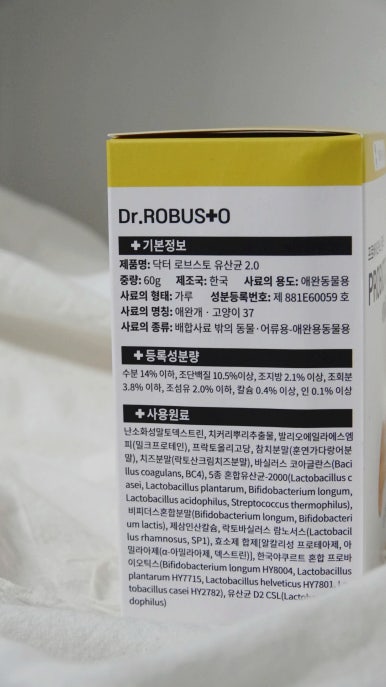 Dr.ROBUSTO
기본정보
제품명: 닥터 로브스토 유산균 2.0
중량: 60g 제조국: 한국 사료의 용도: 애완동물용
사료의 형태: 가루 성분등록번호: 제 881E60059 호
사료의 명칭: 애완개 · 고양이 37
사료의 종류: 배합사료 밖의 동물·어류용-애완용동물용
등록성분량
수분 14% 이하, 조단백질 10.5%이상, 조지방 2.1% 이상, 조회분
3.8% 이하, 조섬유 2.0% 이하, 칼슘 0.4% 이상, 인 0.1% 이상
사용원료
난소화성말토덱스트린, 치커리뿌리추출물, 발리오에일라에스엠
피(밀크프로테인), 프락토올리고당, 참치분말(훈연가다랑어분
말), 치즈분말(락토산크림치즈분말), 바실러스 코아귤란스(Baci
llus coagulans, BC4), 5종 혼합유산균-2000(Lactobacillus c
asei, Lactobacillus plantarum, Bifidobacterium longum,
Lactobacillus acidophilus, Streptococcus thermophilus),
비피더스혼합분말(Bifidobacterium longum, Bifidobacteri
um lactis), 제삼인산칼슘, 락토바실러스 람노서스(Lactobacil
lus rhamnosus, SP1), 효소제 합제[알칼리성 프로테아제, 아
밀라아제(α-아밀라아제, 덱스트린)], 한국야쿠르트 혼합 프로바
이오틱스(Bifidobacterium longum HY8004, Lactobacillus
plantarum HY7715, Lactobacillus helveticus HY7801,
tobacillus casei HY2782), 유산균 D2 CSL(Lactob
dophilus)